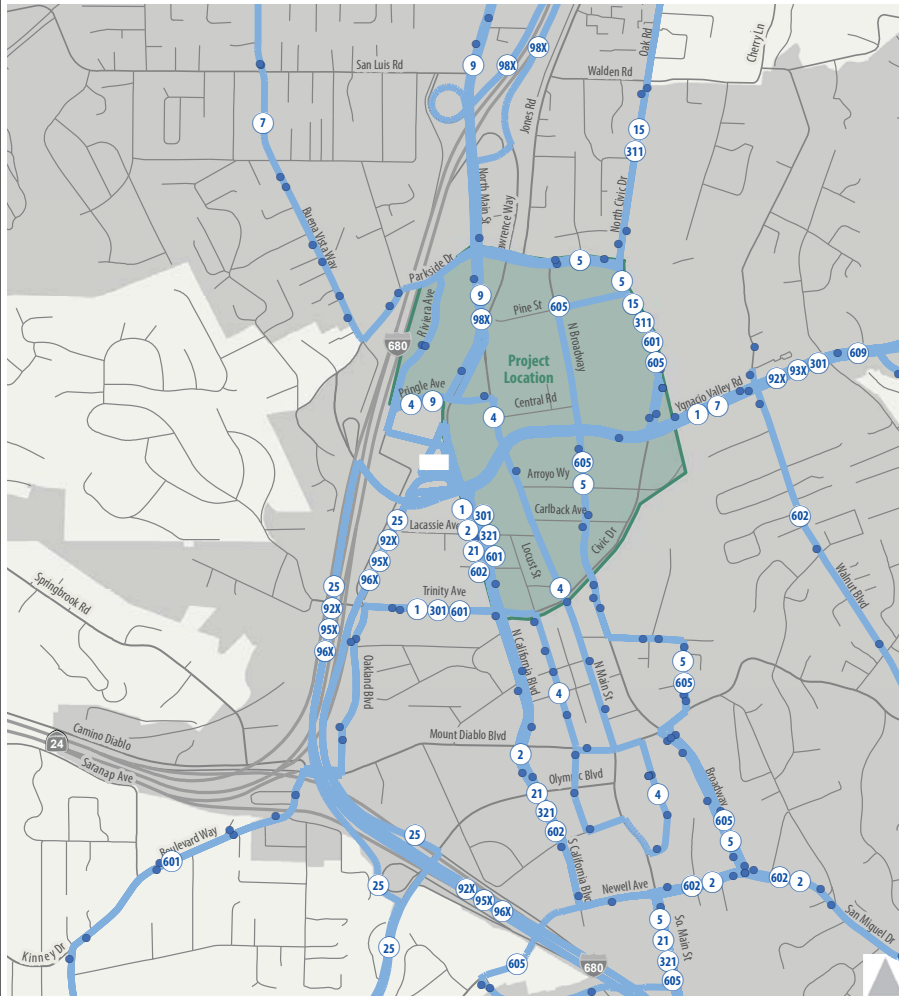 Oak Rd
Cherry Ln
98X
9
98X
San Luis Rd
Walden Rd
7
Jones Rd
15
311
North Main St
North Civic Dr
Buena Vista Way
Parkside Dr
5
5
9
Riviera Ave
Pine St
605
15
98X
311
680
N Broadway
601
605
609
Project
Location
301
93X
92X
Pringle Ave
Ygnacio Valley Rd
4
9
Central Rd
7
1
4
605
Arroyo Wy
5
1
Carlback Ave
301
602
25
Lacassie Ave
2
321
92X
Civic Dr
21
601
95X
Locust St
602
96X
25
Walnut Blvd
Springbrook Rd
4
Trinity Ave
92X
1
301
601
95X
96X
N California Blvd
5
Oakland Blvd
N Main St
605
4
Camino Diablo
24
Mount Diablo Blvd
2
Saranap Ave
Broadway
21
4
321
605
602
25
Boulevard Way
5
601
S California Blvd
25
92X
Newell Ave
602
2
602
2
95X
96X
5
So. Main St
San Miguel Dr
Kinney Dr
25
21
605
321
680
605